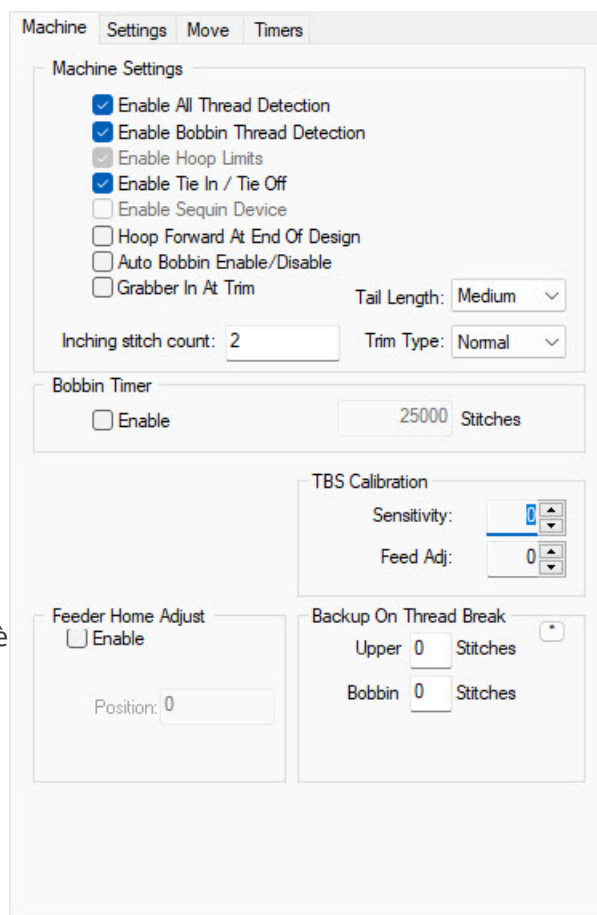 Machine Settings Move Timers
Machine Settings
Enable All Thread Detection
Enable Bobbin Thread Detection
Enable Hoop Limits
Enable Tie In / Tie Off
Enable Sequin Device
Hoop Forward At End Of Design
Auto Bobbin Enable/Disable
Grabber In At Trim
Tail Length: Medium
Inching stitch count: 2
Trim Type: Normal
Bobbin Timer
Enable
25000 Stitches
TBS Calibration
Sensitivity: 0
Feed Adj: 0
Feeder Home Adjust
Enable
Position: 0
Backup On Thread Break
*
Upper 0 Stitches
Bobbin 0 Stitches
è